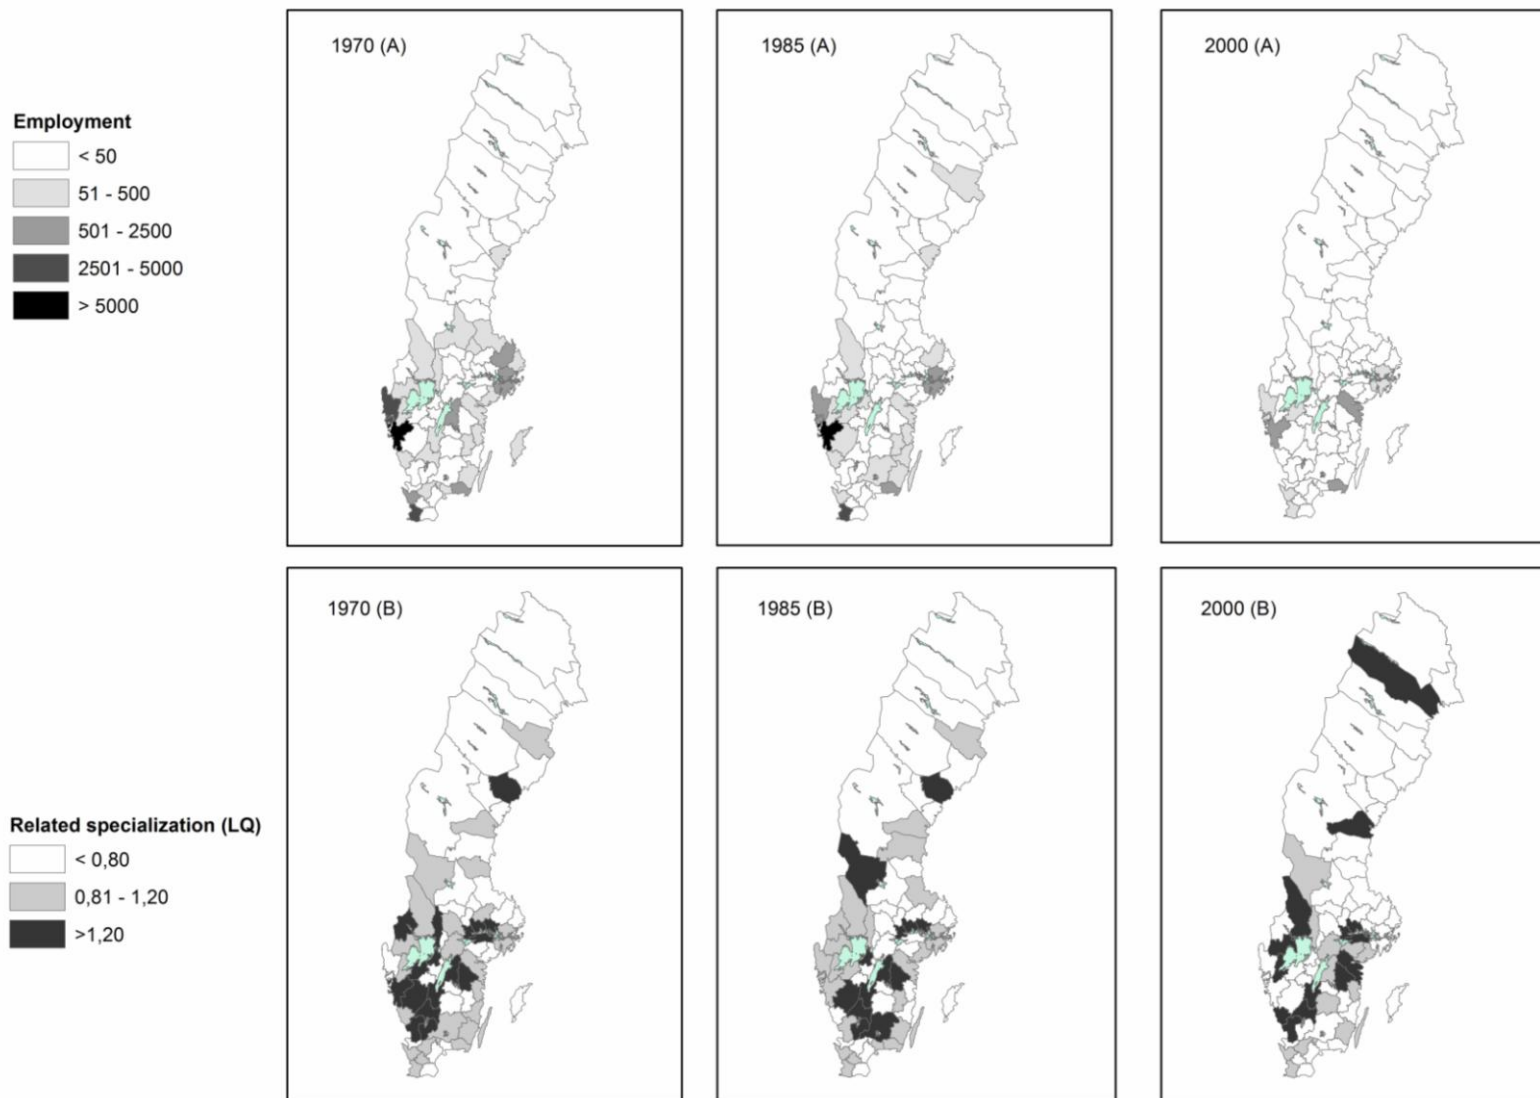 1970 (A)
1985 (A)
2000 (A)
Employment
< 50
51 - 500
501 - 2500
2501 - 5000
> 5000
1970 (B)
1985 (B)
2000 (B)
Related specialization (LQ)
< 0,80
0,81 - 1,20
>1,20